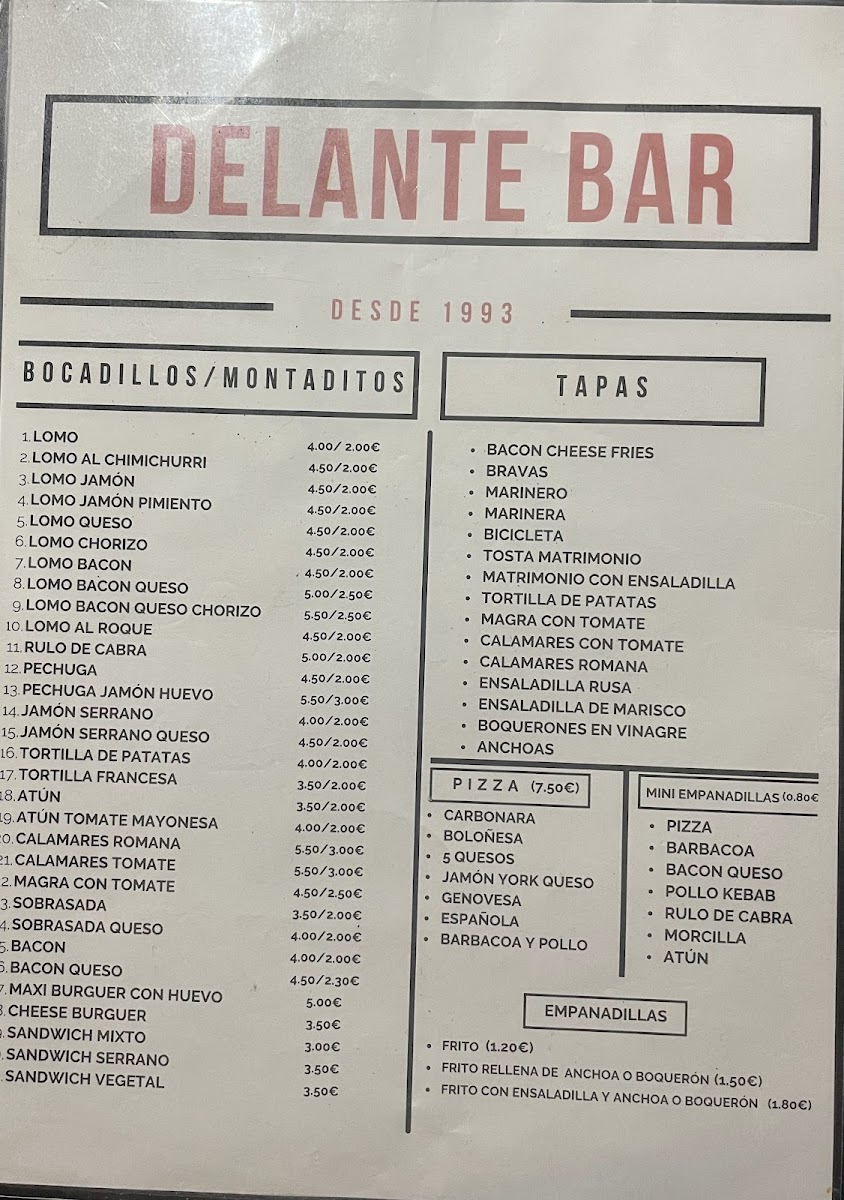 DELANTE BAR
DESDE 1993
BOCADILLOS/MONTADITOS
1. LOMO 4.00/ 2.00€
2. LOMO AL CHIMICHURRI 4.50/2.00€
3. LOMO JAMÓN 4.50/2.00€
4. LOMO JAMÓN PIMIENTO 4.50/2.00€
5. LOMO QUESO 4.50/2.00€
6. LOMO CHORIZO 4.50/2.00€
7. LOMO BACON 4.50/2.00€
8. LOMO BACON QUESO 5.00/2.50€
9. LOMO BACON QUESO CHORIZO 5.50/2.50€
10. LOMO AL ROQUE 4.50/2.00€
11. RULO DE CABRA 5.00/2.00€
12. PECHUGA 4.50/2.00€
13. PECHUGA JAMÓN HUEVO 5.50/3.00€
14. JAMÓN SERRANO 4.00/2.00€
15. JAMÓN SERRANO QUESO 4.50/2.00€
16. TORTILLA DE PATATAS 4.00/2.00€
17. TORTILLA FRANCESA 3.50/2.00€
18. ATÚN 3.50/2.00€
19. ATÚN TOMATE MAYONESA 4.00/2.00€
0. CALAMARES ROMANA 5.50/3.00€
21. CALAMARES TOMATE 5.50/3.00€
2. MAGRA CON TOMATE 4.50/2.50€
3. SOBRASADA 3.50/2.00€
4. SOBRASADA QUESO 4.00/2.00€
5. BACON 4.00/2.00€
6. BACON QUESO 4.50/2.30€
7. MAXI BURGUER CON HUEVO 5.00€
CHEESE BURGUER 3.50€
SANDWICH MIXTO 3.00€
SANDWICH SERRANO 3.50€
SANDWICH VEGETAL 3.50€
TAPAS
• BACON CHEESE FRIES
• BRAVAS
• MARINERO
• MARINERA
• BICICLETA
• TOSTA MATRIMONIO
• MATRIMONIO CON ENSALADILLA
• TORTILLA DE PATATAS
• MAGRA CON TOMATE
• CALAMARES CON TOMATE
• CALAMARES ROMANA
• ENSALADILLA RUSA
• ENSALADILLA DE MARISCO
• BOQUERONES EN VINAGRE
• ANCHOAS
PIZZA (7.50€)
• CARBONARA
• BOLOÑESA
• 5 QUESOS
• JAMÓN YORK QUESO
• GENOVESA
• ESPAÑOLA
• BARBACOA Y POLLO
MINI EMPANADILLAS (0.80€
• PIZZA
• BARBACOA
• BACON QUESO
• POLLO KEBAB
• RULO DE CABRA
• MORCILLA
• ATÚN
EMPANADILLAS
• FRITO (1.20€)
• FRITO RELLENA DE ANCHOA O BOQUERÓN (1.50€)
• FRITO CON ENSALADILLA Y ANCHOA O BOQUERÓN (1.80€)